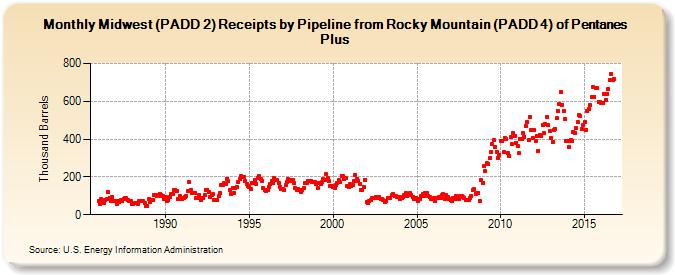 Monthly Midwest (PADD 2) Receipts by Pipeline from Rocky Mountain (PADD 4) of Pentanes
Plus
Thousand Barrels
800
600
400
200
0
1990
1995
2000
2005
2010
2015
Source: U.S. Energy Information Administration